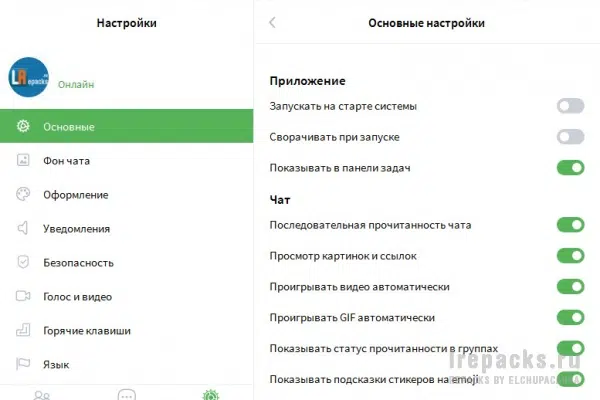 Настройки
Основные настройки
LR
epacks
Онлайн
Основные
Фон чата
Оформление
Уведомления
Безопасность
Голос и видео
Горячие клавиши
Язык
Приложение
Запускать на старте системы
Сворачивать при запуске
Показывать в панели задач
Чат
Последовательная прочитанность чата
Просмотр картинок и ссылок
Проигрывать видео автоматически
Проигрывать GIF автоматически
Показывать статус прочитанности в группах
Показывать подсказки стикеров на emoji
lrepacks.ru
REPACKS BY ELCHUPACABRA